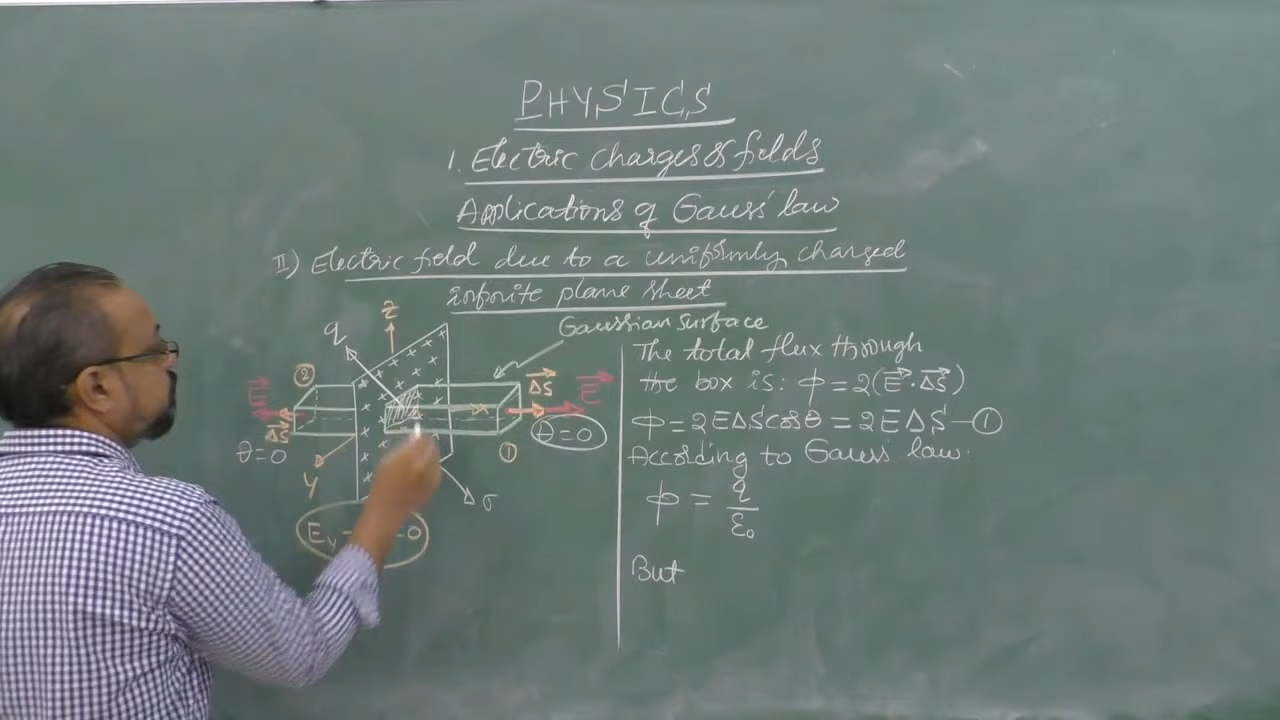 PHYSICS
1. Electric charges & fields
Applications of Gauss' law
II) Electric field due to a uniformly charged
infinite plane sheet
Gaussian surface
z
q
②
E
ΔS
θ=0
y
x
ΔS
E
θ=0
①
σ
The total flux through
the box is: ϕ = 2(E⃗·ΔS⃗)
ϕ = 2EΔS cosθ = 2EΔS —①
According to Gauss' law.
ϕ = q/ε₀
But